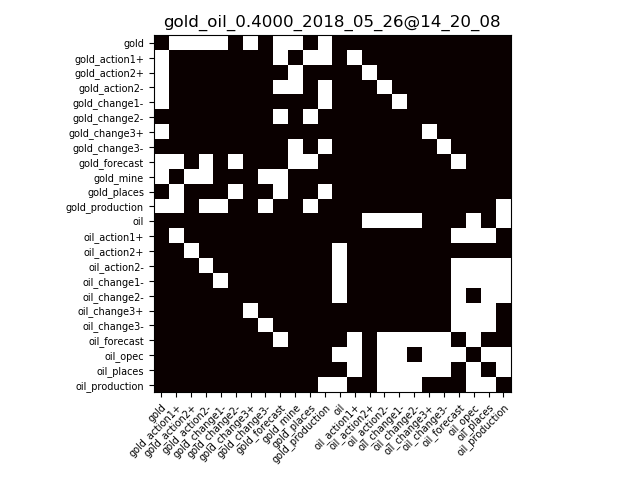 gold_oil_0.4000_2018_05_26@14_20_08
gold
gold_action1+
gold_action2+
gold_action2-
gold_change1-
gold_change2-
gold_change3+
gold_change3-
gold_forecast
gold_mine
gold_places
gold_production
oil
oil_action1+
oil_action2+
oil_action2-
oil_change1-
oil_change2-
oil_change3+
oil_change3-
oil_forecast
oil_opec
oil_places
oil_production
gold
gold_action1+
gold_action2+
gold_action2-
gold_change1-
gold_change2-
gold_change3+
gold_change3-
gold_forecast
gold_mine
gold_places
gold_production
oil
oil_action1+
oil_action2+
oil_action2-
oil_change1-
oil_change2-
oil_change3+
oil_change3-
oil_forecast
oil_opec
oil_places
oil_production